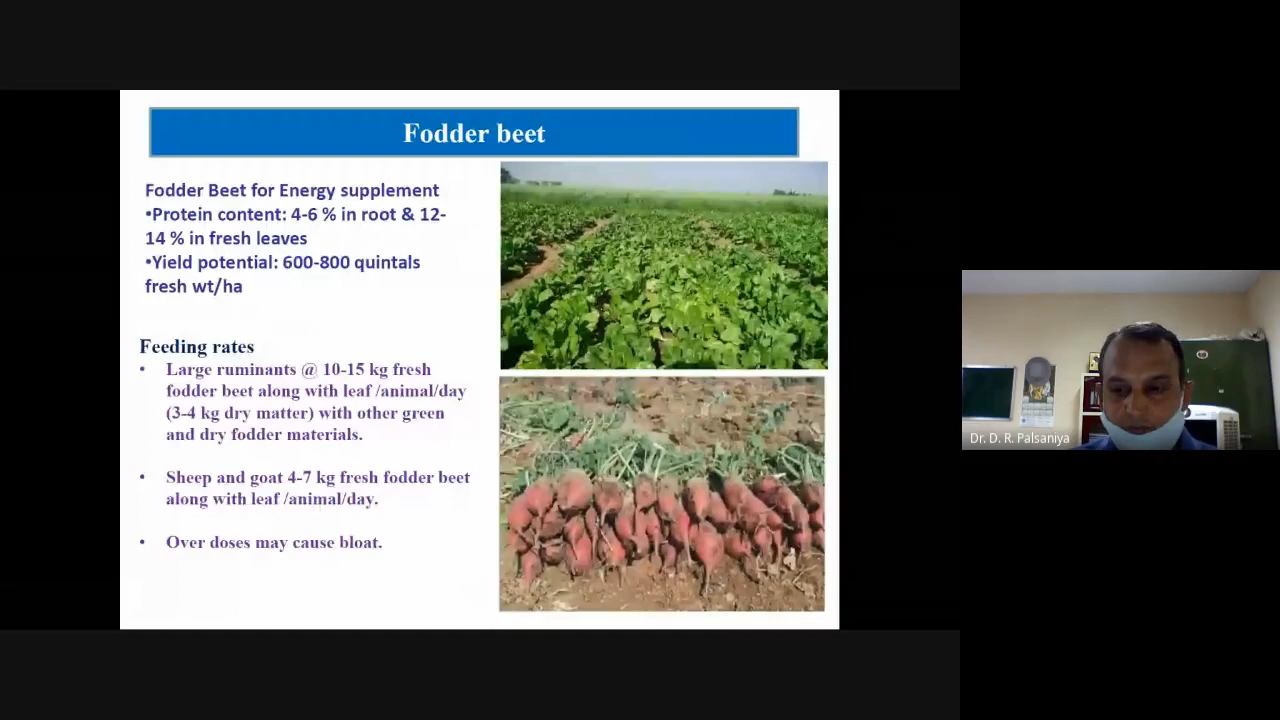 Fodder beet
Fodder Beet for Energy supplement
•Protein content: 4-6 % in root & 12-
14 % in fresh leaves
•Yield potential: 600-800 quintals
fresh wt/ha
Feeding rates
• Large ruminants @ 10-15 kg fresh
fodder beet along with leaf /animal/day
(3-4 kg dry matter) with other green
and dry fodder materials.
• Sheep and goat 4-7 kg fresh fodder beet
along with leaf /animal/day.
• Over doses may cause bloat.
Dr. D. R. Palsaniya